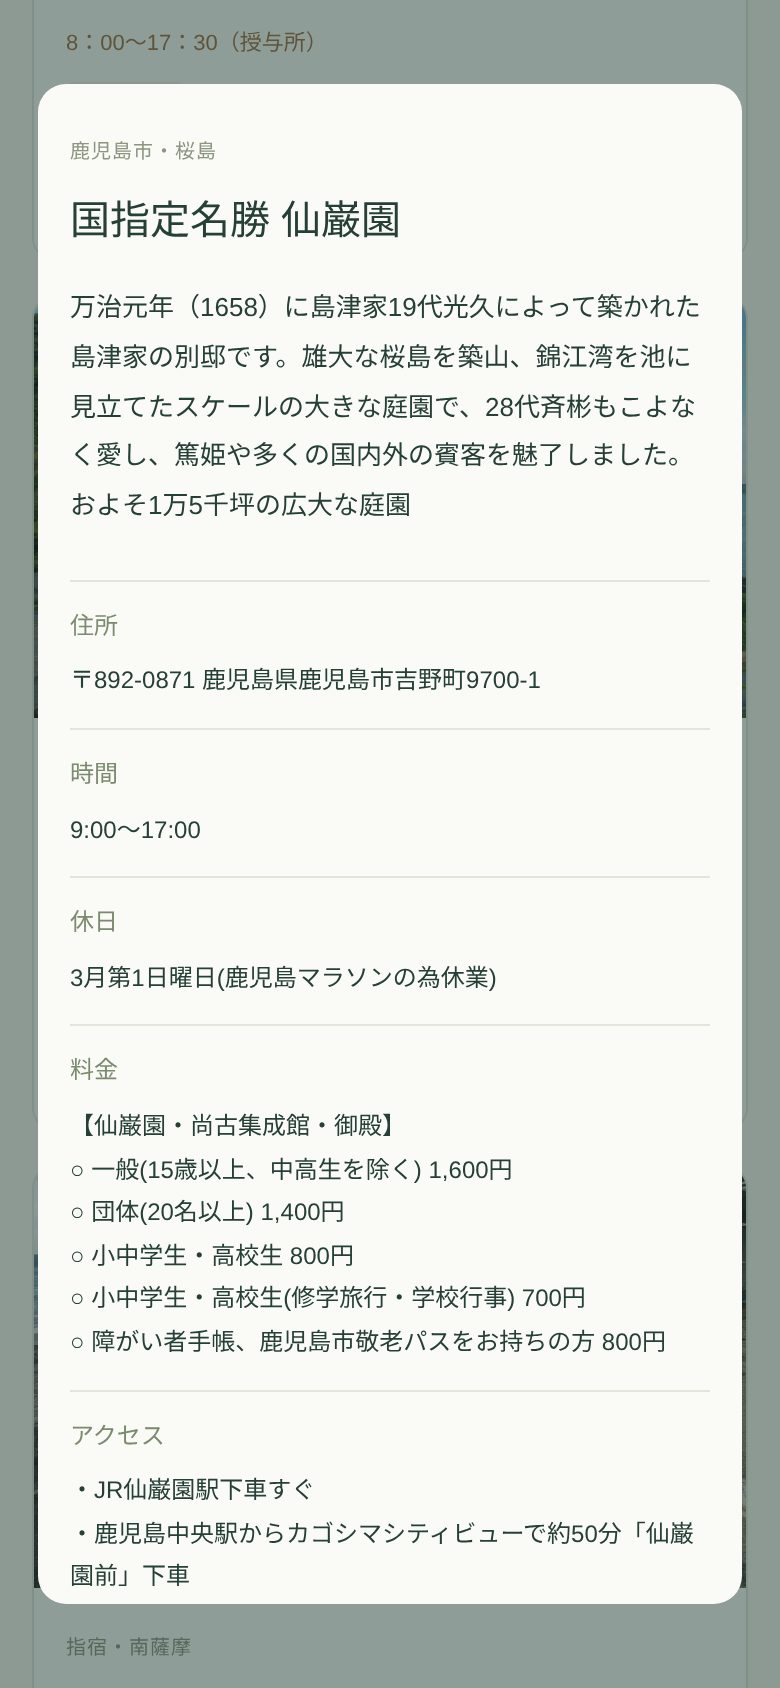 8：00〜17：30（授与所）
鹿児島市・桜島
国指定名勝 仙巌園
万治元年（1658）に島津家19代光久によって築かれた
島津家の別邸です。雄大な桜島を築山、錦江湾を池に
見立てたスケールの大きな庭園で、28代斉彬もこよな
く愛し、篤姫や多くの国内外の賓客を魅了しました。
およそ1万5千坪の広大な庭園
住所
〒892-0871 鹿児島県鹿児島市吉野町9700-1
時間
9:00〜17:00
休日
3月第1日曜日(鹿児島マラソンの為休業)
料金
【仙巌園・尚古集成館・御殿】
○ 一般(15歳以上、中高生を除く) 1,600円
○ 団体(20名以上) 1,400円
○ 小中学生・高校生 800円
○ 小中学生・高校生(修学旅行・学校行事) 700円
○ 障がい者手帳、鹿児島市敬老パスをお持ちの方 800円
アクセス
・JR仙巌園駅下車すぐ
・鹿児島中央駅からカゴシマシティビューで約50分「仙巌
園前」下車
指宿・南薩摩